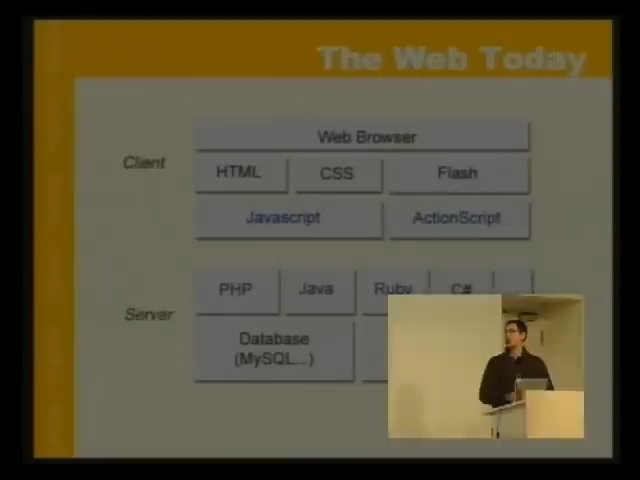 The Web Today
Client
Web Browser
HTML CSS Flash
Javascript ActionScript
Server
PHP Java Ruby C#
Database
(MySQL...)